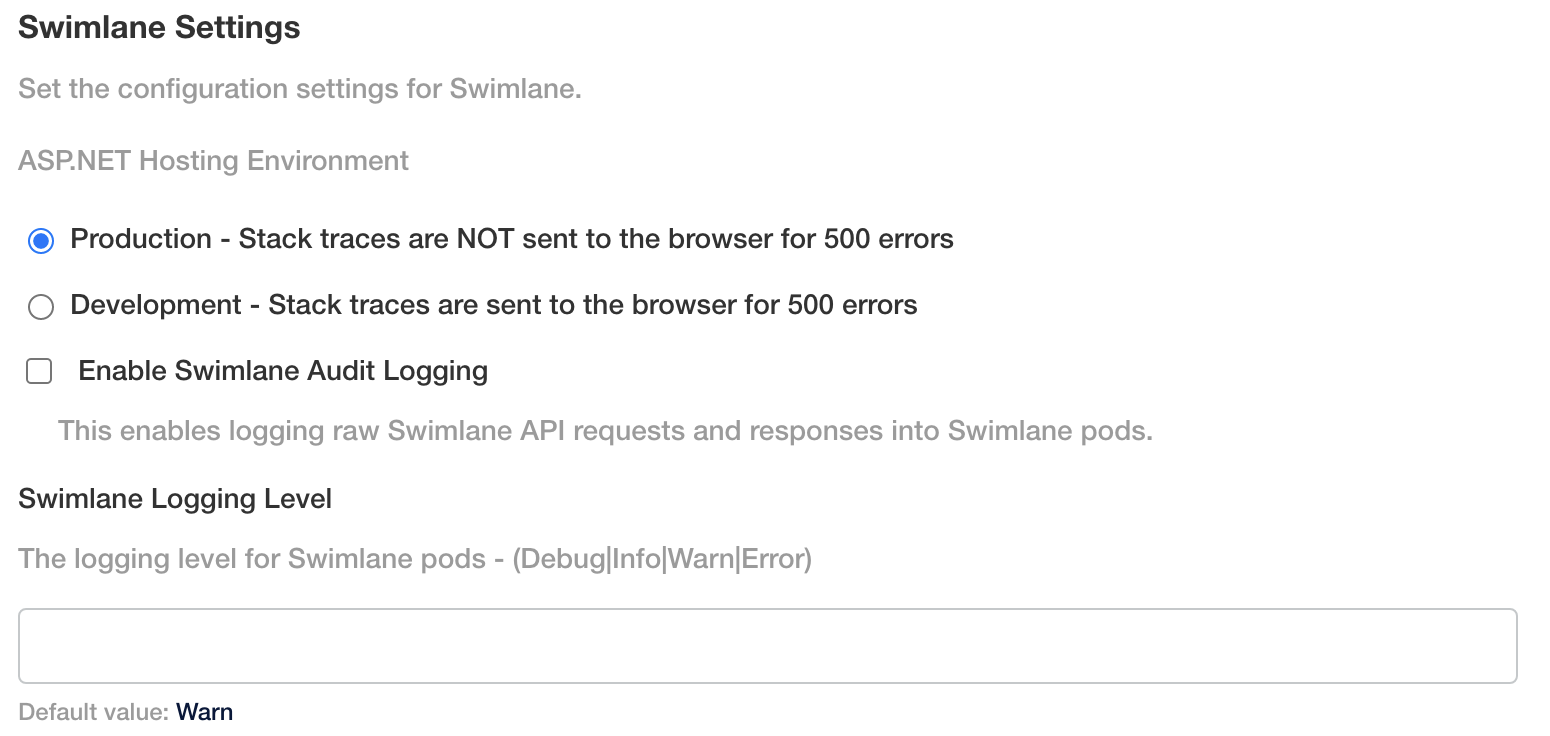 Swimlane Settings
Set the configuration settings for Swimlane.
ASP.NET Hosting Environment
Production - Stack traces are NOT sent to the browser for 500 errors
Development - Stack traces are sent to the browser for 500 errors
Enable Swimlane Audit Logging
This enables logging raw Swimlane API requests and responses into Swimlane pods.
Swimlane Logging Level
The logging level for Swimlane pods - (Debug|Info|Warn|Error)
Default value: Warn